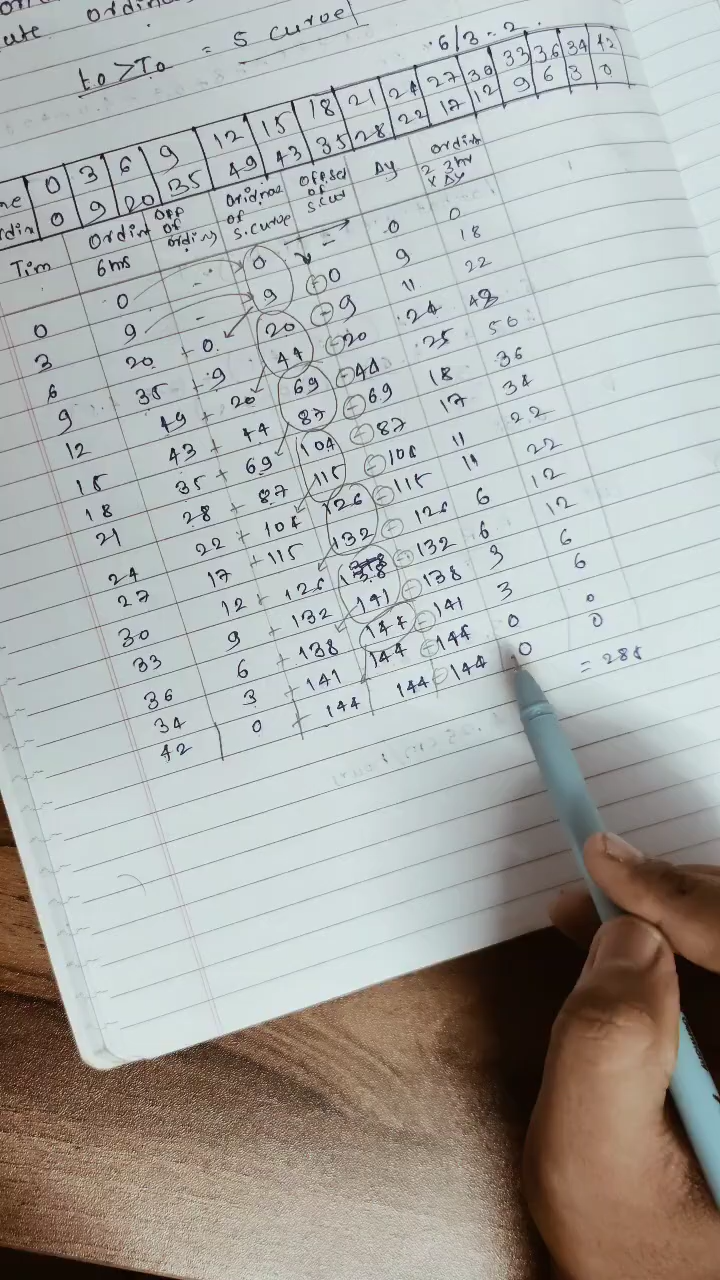 ute ordin
to > To = S curve
6/3 = 2
me 0 3 6 9 12 15 18 21 24 27 30 33 36 34 42
rdin 0 9 20 35 49 43 35 28 22 17 12 9 6 3 0
Tim Ordint 6hrs Off of ordiny Oridnae of S. curve Offset of S cur Δy Ordint 2 3hr x Δy
0 0 - 0 - 0 0
3 9 - 9 - 0 9 18
6 20 + 0 20 - 9 11 22
9 35 + 9 44 - 20 24 48
12 49 + 20 69 - 44 25 50
15 43 + 44 87 - 69 18 36
18 35 + 69 104 - 87 17 34
21 28 + 87 115 - 104 11 22
24 22 + 104 126 - 115 11 22
27 17 + 115 132 - 126 6 12
30 12 + 126 138 - 132 6 12
33 9 + 132 141 - 138 3 6
36 6 + 138 144 - 141 3 6
34 3 + 141 144 - 144 0 0
42 0 + 144 144 - 144 0 0
= 288